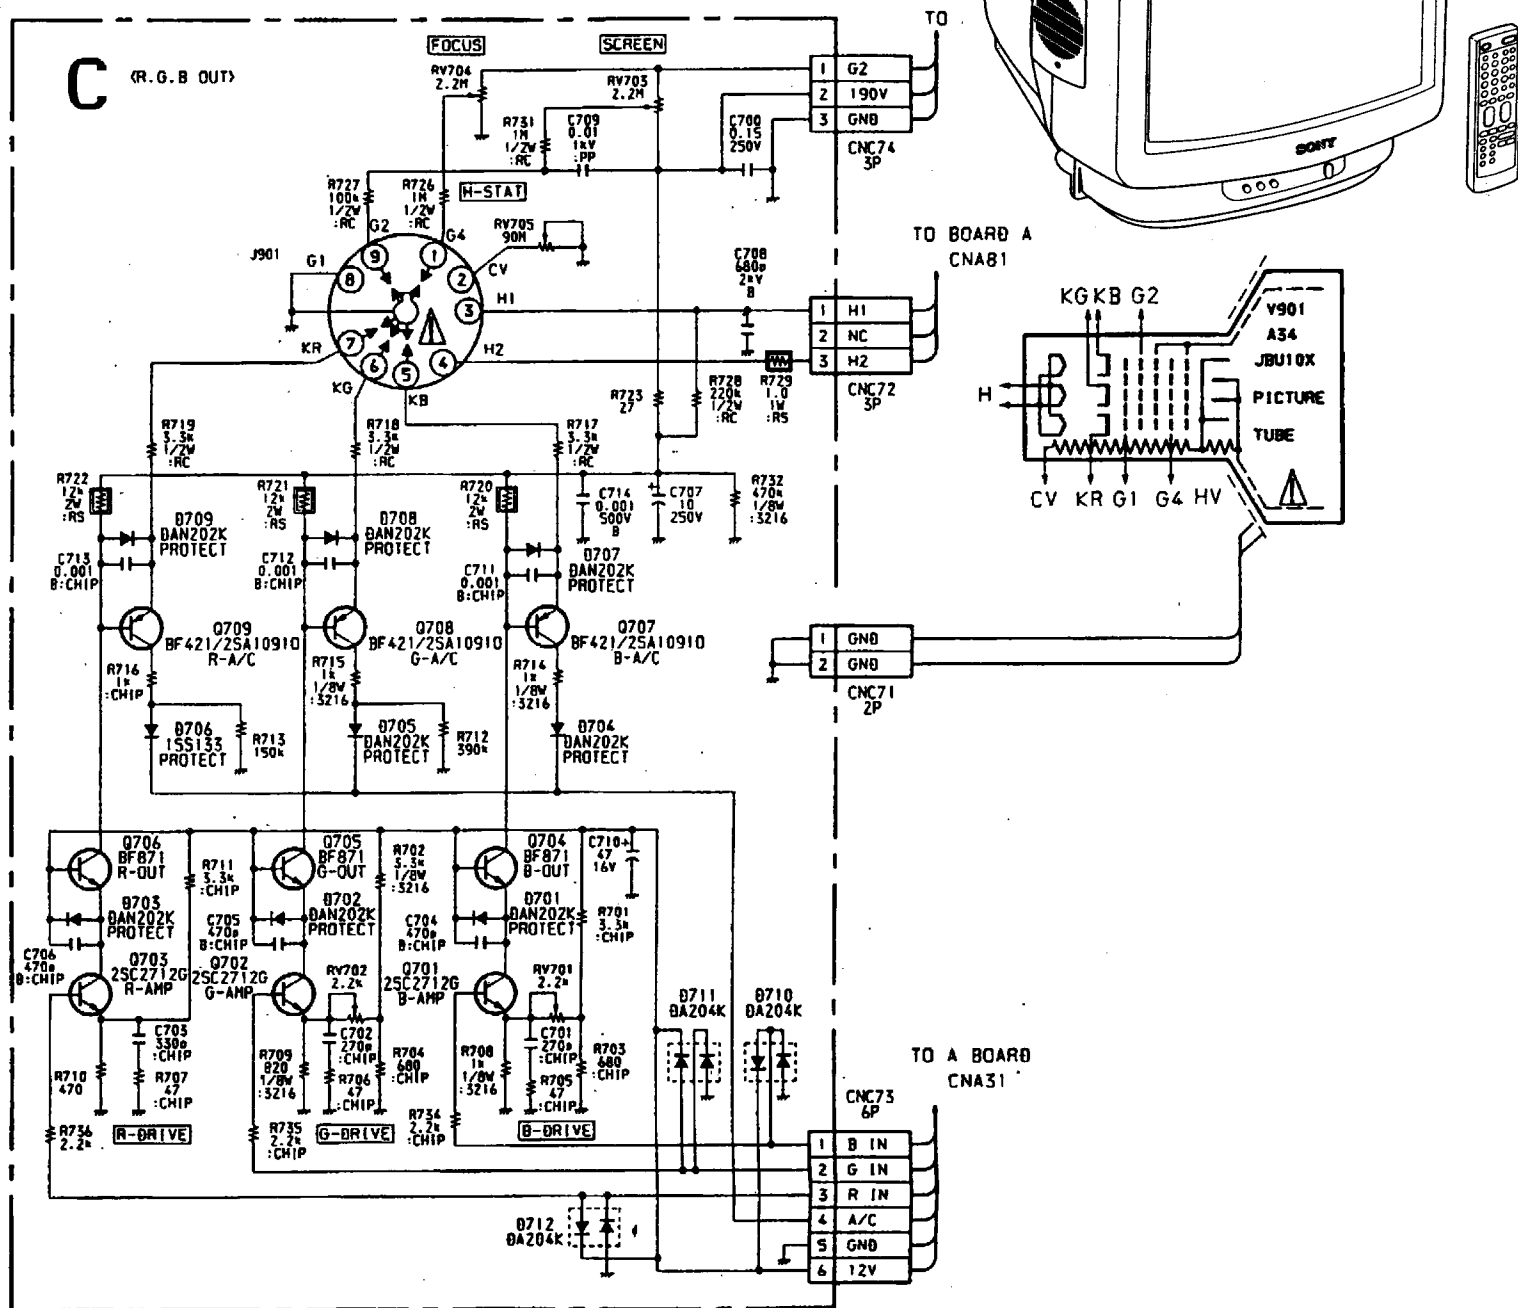 TO
C (R.G.B OUT)
FOCUS
SCREEN
RV704
2.2M
RV703
2.2M
1 G2
2 190V
3 GND
CNC74
3P
R731
1M
1/2W
:RC
C709
0.01
1kV
:PP
C700
0.15
250V
SONY
R727
100k
1/2W
:RC
R726
1M
1/2W
:RC
H-STAT
RV705
90M
J901
G1
G2
G4
CV
H1
H2
KR
KG
KB
9
1
8
2
3
7
6
5
4
C708
680p
2kV
B
TO BOARD A
CNA81
1 H1
2 NC
3 H2
CNC72
3P
R723
27
R728
220k
1/2W
:RC
R729
1.0
1W
:RS
KG KB G2
H
V901
A34
JBU10X
PICTURE
TUBE
CV KR G1 G4 HV
R719
3.3k
1/2W
:RC
R718
3.3k
1/2W
:RC
R717
3.3k
1/2W
:RC
R722
12k
2W
:RS
R721
12k
2W
:RS
R720
12k
2W
:RS
C714
0.001
500V
B
+
C707
10
250V
R732
470k
1/8W
:3216
D709
DAN202K
PROTECT
D708
DAN202K
PROTECT
D707
DAN202K
PROTECT
C713
0.001
B:CHIP
C712
0.001
B:CHIP
C711
0.001
B:CHIP
Q709
BF421/2SA1091O
R-A/C
Q708
BF421/2SA1091O
G-A/C
Q707
BF421/2SA1091O
B-A/C
1 GND
2 GND
CNC71
2P
R716
1k
:CHIP
R715
1k
1/8W
:3216
R714
1k
1/8W
:3216
D706
1SS133
PROTECT
R713
150k
D705
DAN202K
PROTECT
R712
390k
D704
DAN202K
PROTECT
Q706
BF871
R-OUT
R711
3.3k
:CHIP
Q705
BF871
G-OUT
R702
3.3k
1/8W
:3216
Q704
BF871
B-OUT
C710
+
47
16V
D703
DAN202K
PROTECT
D702
DAN202K
PROTECT
D701
DAN202K
PROTECT
R701
3.3k
:CHIP
C706
470p
B:CHIP
C705
470p
B:CHIP
C704
470p
B:CHIP
Q703
2SC2712G
R-AMP
Q702
2SC2712G
G-AMP
RV702
2.2k
Q701
2SC2712G
B-AMP
RV701
2.2k
D711
DA204K
D710
DA204K
C703
330p
:CHIP
C702
270p
:CHIP
C701
270p
:CHIP
R710
470
R707
47
:CHIP
R709
820
1/8W
:3216
R706
47
:CHIP
R704
680
:CHIP
R708
1k
1/8W
:3216
R705
47
:CHIP
R703
680
:CHIP
R736
2.2k
R-DRIVE
R735
2.2k
:CHIP
G-DRIVE
R734
2.2k
:CHIP
B-DRIVE
TO A BOARD
CNA31
CNC73
6P
1 B IN
2 G IN
3 R IN
4 A/C
5 GND
6 12V
D712
DA204K